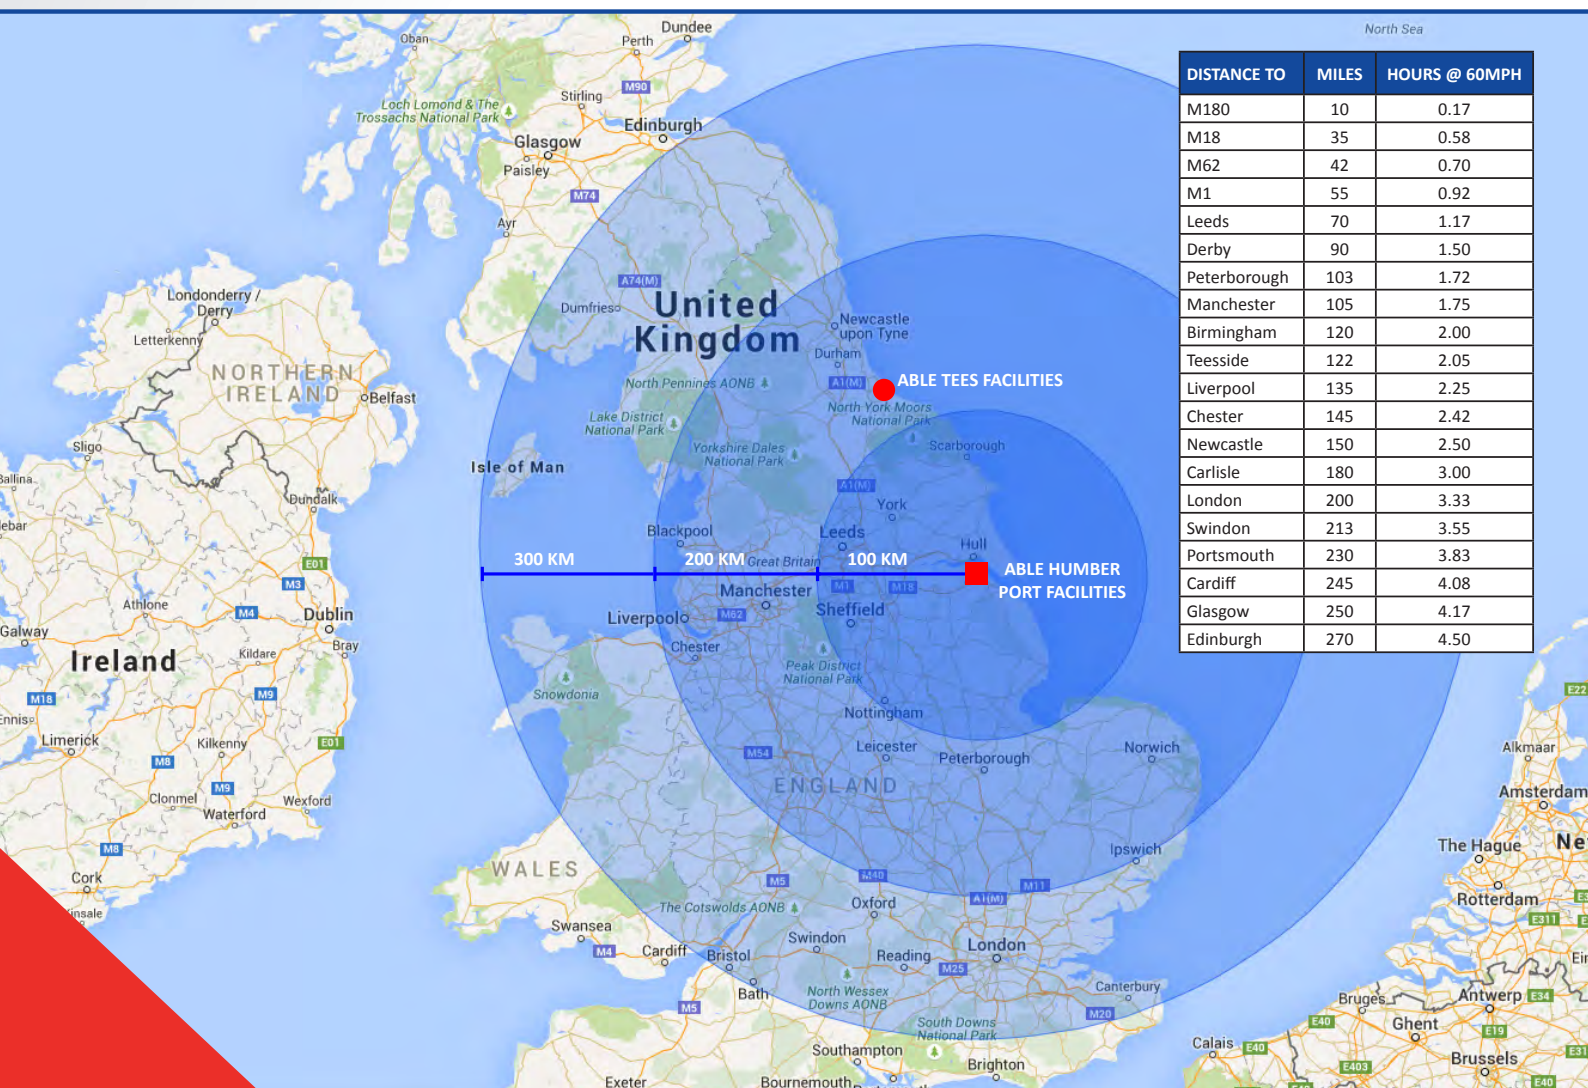 North Sea
DISTANCE TO MILES HOURS @ 60MPH
M180 10 0.17
M18 35 0.58
M62 42 0.70
M1 55 0.92
Leeds 70 1.17
Derby 90 1.50
Peterborough 103 1.72
Manchester 105 1.75
Birmingham 120 2.00
Teesside 122 2.05
Liverpool 135 2.25
Chester 145 2.42
Newcastle 150 2.50
Carlisle 180 3.00
London 200 3.33
Swindon 213 3.55
Portsmouth 230 3.83
Cardiff 245 4.08
Glasgow 250 4.17
Edinburgh 270 4.50
Dundee
Oban
Perth
M90
Stirling
Loch Lomond & The
Trossachs National Park
Edinburgh
Glasgow
Paisley
M74
Ayr
A74(M)
Dumfries
United
Kingdom
Londonderry /
Derry
Letterkenny
NORTHERN
IRELAND
Belfast
Newcastle
upon Tyne
Durham
A1(M)
ABLE TEES FACILITIES
North Pennines AONB
North York Moors
National Park
Lake District
National Park
Scarborough
Yorkshire Dales
National Park
Sligo
Isle of Man
Ballina
Dundalk
A1(M)
York
Blackpool
Leeds
Hull
300 KM
200 KM
Great Britain
100 KM
ABLE HUMBER
PORT FACILITIES
E01
M3
M1
M18
Manchester
Athlone
M4
Dublin
Liverpool
M62
Sheffield
Galway
Bray
Kildare
Chester
Ireland
Peak District
National Park
M18
M9
Snowdonia
E22
Nottingham
Limerick
Kilkenny
E01
M54
Leicester
Norwich
Alkmaar
Peterborough
M8
ENGLAND
M9
Clonmel
Wexford
Waterford
Amsterdam
M8
WALES
Ipswich
The Hague
Ne
Cork
M5
M40
M11
A1(M)
The Cotswolds AONB
Oxford
Rotterdam
Kinsale
E311
Swansea
Swindon
London
M4
Cardiff
Bristol
Reading
M25
Bath
North Wessex
Downs AONB
Canterbury
Bruges
Antwerp
E34
M5
M20
South Downs
National Park
E40
Ghent
E19
Calais
E40
Southampton
Brighton
E403
Brussels
Exeter
Bournemouth
E40